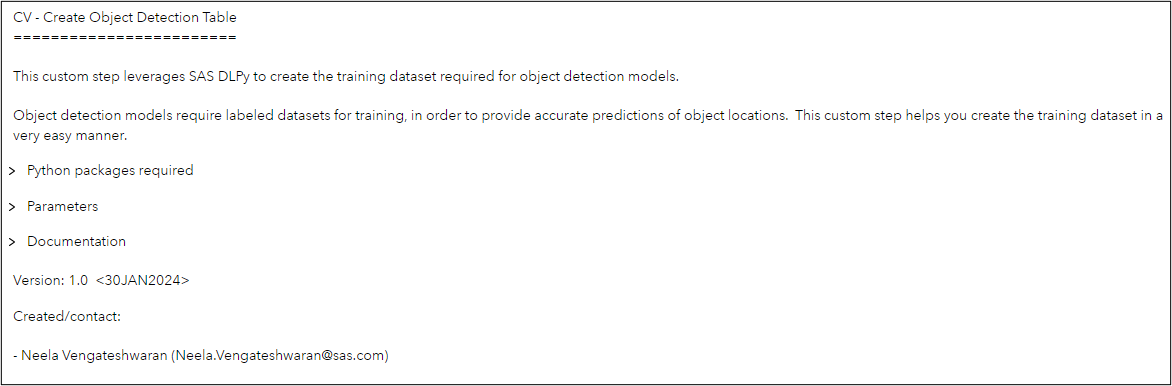 CV - Create Object Detection Table
========================
This custom step leverages SAS DLPy to create the training dataset required for object detection models.
Object detection models require labeled datasets for training, in order to provide accurate predictions of object locations.  This custom step helps you create the training dataset in a
very easy manner.
> Python packages required
> Parameters
> Documentation
Version: 1.0  <30JAN2024>
Created/contact:
- Neela Vengateshwaran (Neela.Vengateshwaran@sas.com)